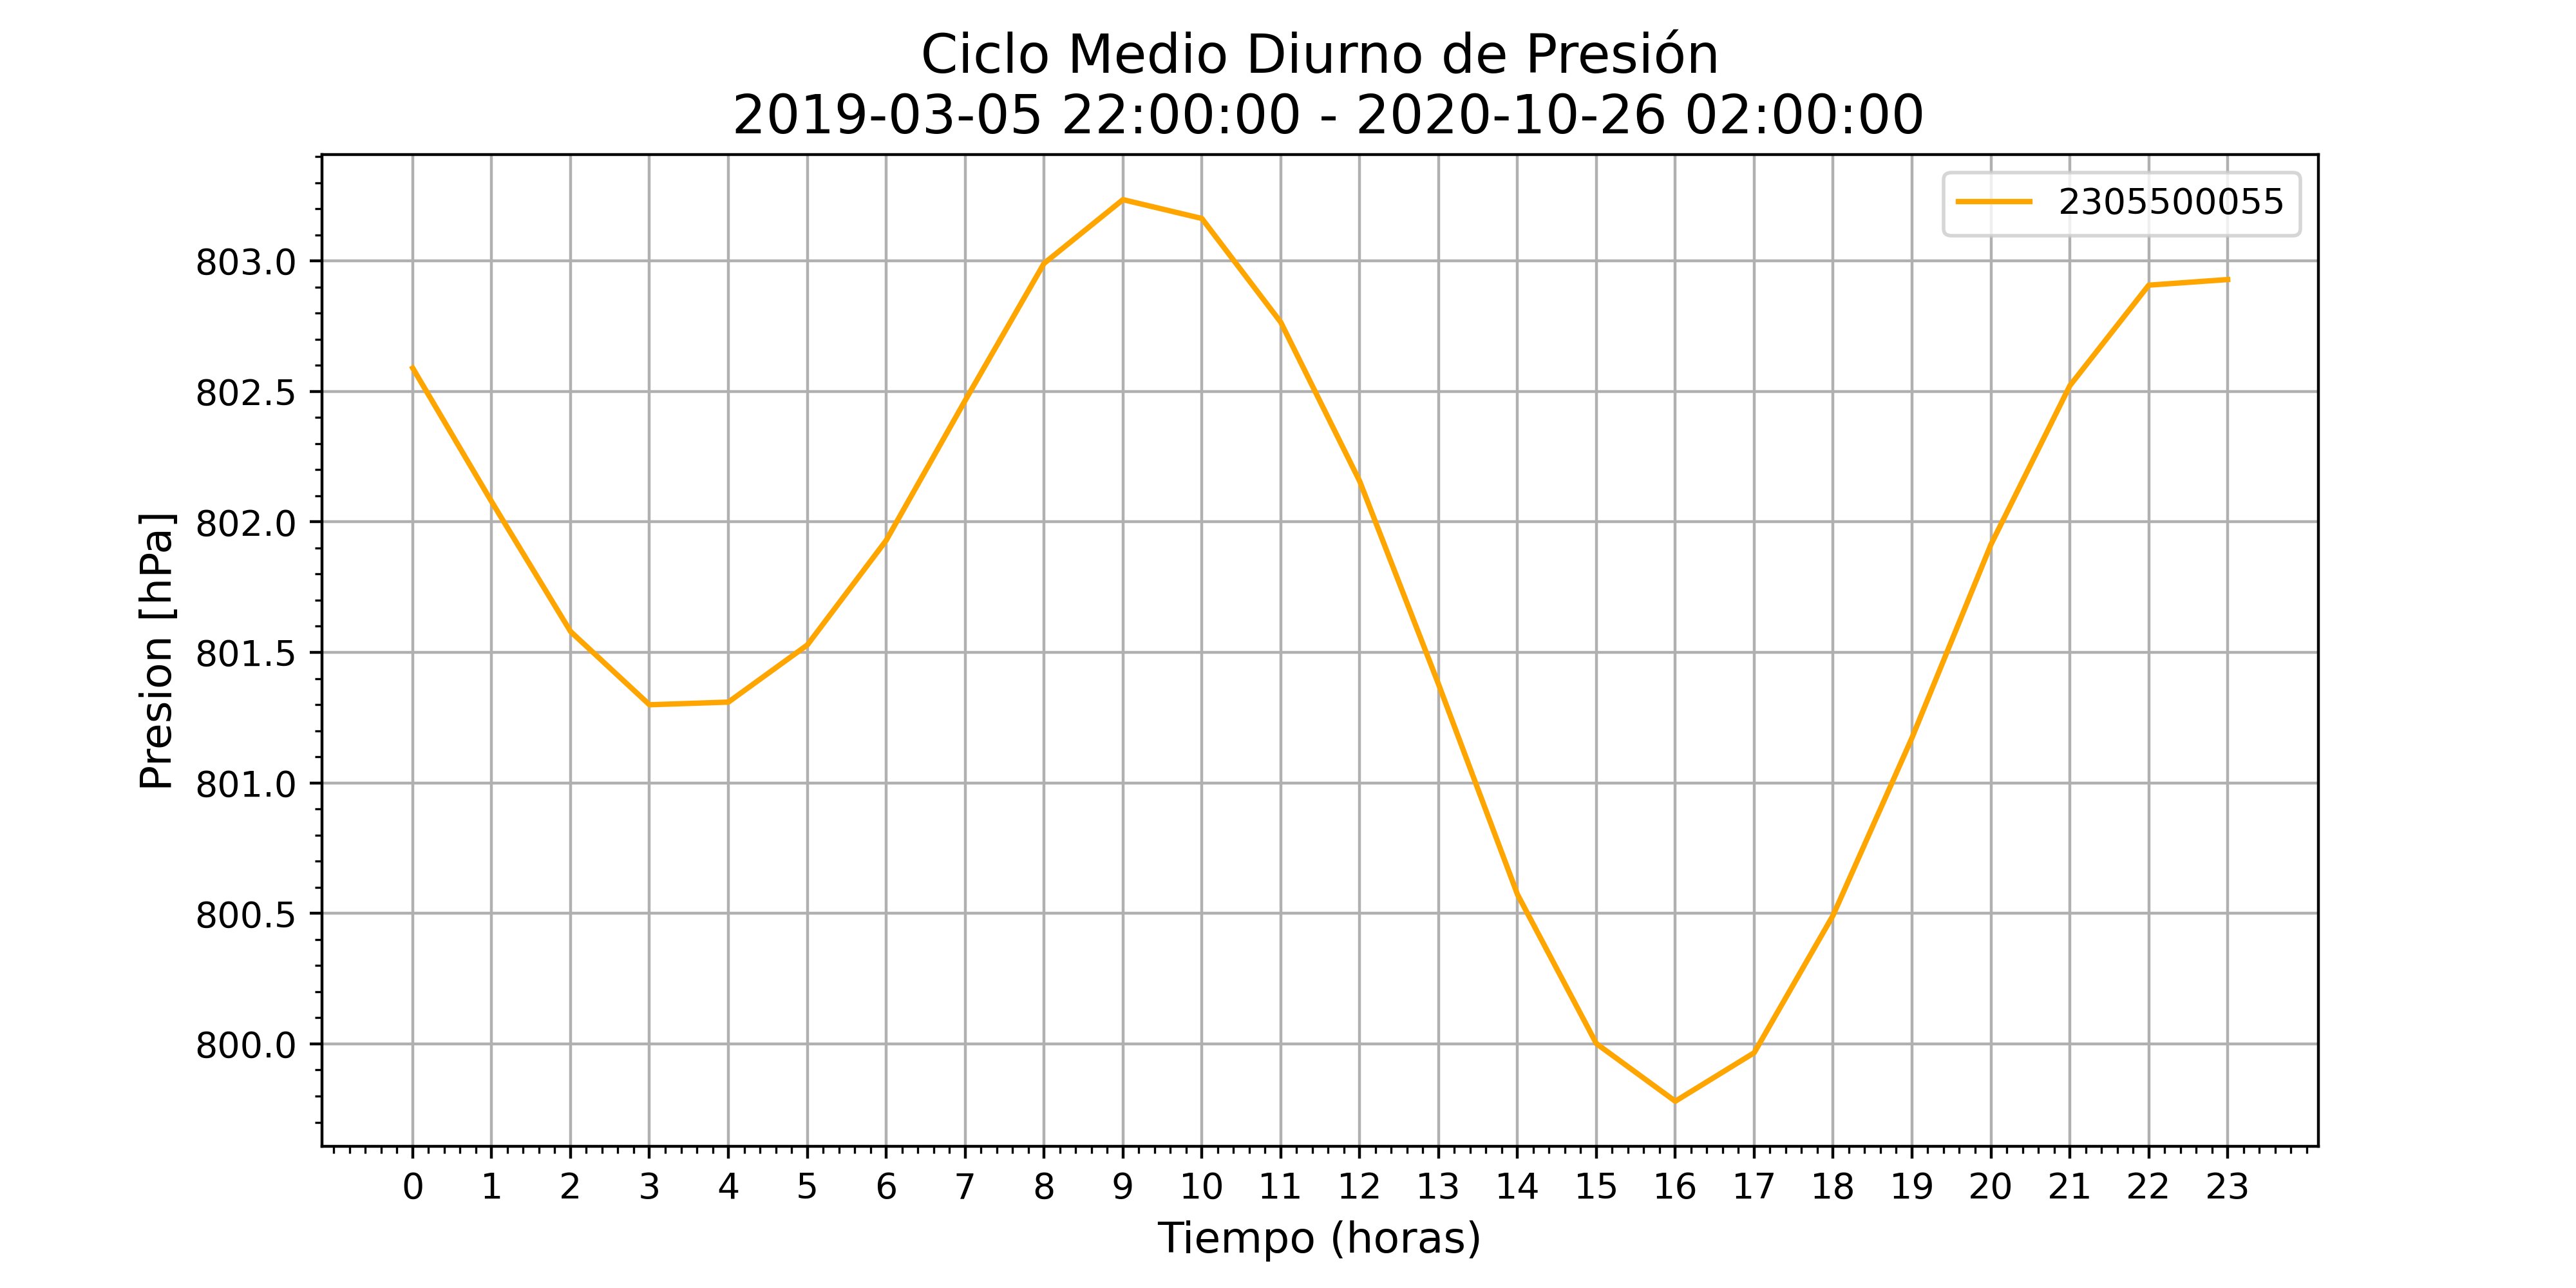 Ciclo Medio Diurno de Presión
2019-03-05 22:00:00 - 2020-10-26 02:00:00
2305500055
803.0
802.5
802.0
801.5
801.0
800.5
800.0
Presion [hPa]
0 1 2 3 4 5 6 7 8 9 10 11 12 13 14 15 16 17 18 19 20 21 22 23
Tiempo (horas)